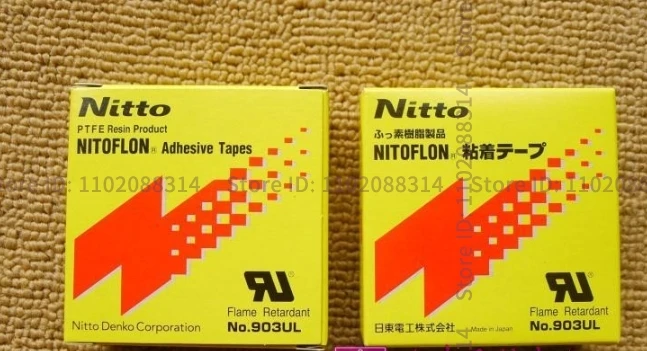 Nitto
PTFE Resin Product
NITOFLON® Adhesive Tapes
Flame Retardant
Nitto Denko Corporation
No.903UL
Nitto
ふっ素樹脂製品
NITOFLON® 粘着テープ
Flame Retardant
日東電工株式会社 Made in Japan
No.903UL
1102088314 Store ID: 1102088314 Store ID: 11020
Store ID: 1102088314